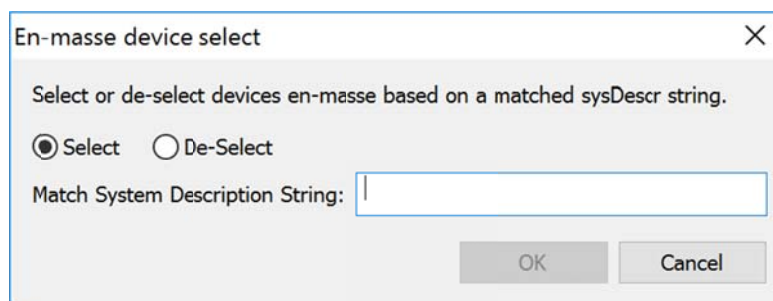 En-masse device select
Select or de-select devices en-masse based on a matched sysDescr string.
Select De-Select
Match System Description String:
OK Cancel